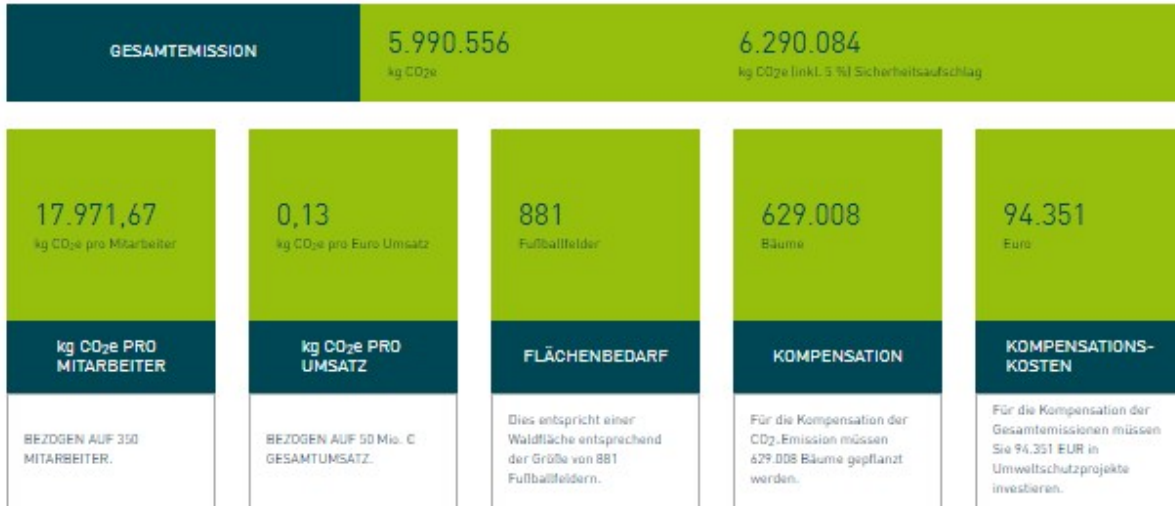 GESAMTEMISSION
5.990.556
kg CO2e
6.290.084
kg CO2e (inkl. 5 %) Sicherheitsaufschlag
17.971,67
kg CO2e pro Mitarbeiter
0,13
kg CO2e pro Euro Umsatz
881
Fußballfelder
629.008
Bäume
94.351
Euro
kg CO2e PRO
MITARBEITER
kg CO2e PRO
UMSATZ
FLÄCHENBEDARF
KOMPENSATION
KOMPENSATIONS-
KOSTEN
BEZOGEN AUF 350
MITARBEITER.
BEZOGEN AUF 50 Mio. €
GESAMTUMSATZ.
Dies entspricht einer
Waldfläche entsprechend
der Größe von 881
Fußballfeldern.
Für die Kompensation der
CO2-Emission müssen
629.008 Bäume gepflanzt
werden.
Für die Kompensation der
Gesamtemissionen müssen
Sie 94.351 EUR in
Umweltschutzprojekte
investieren.